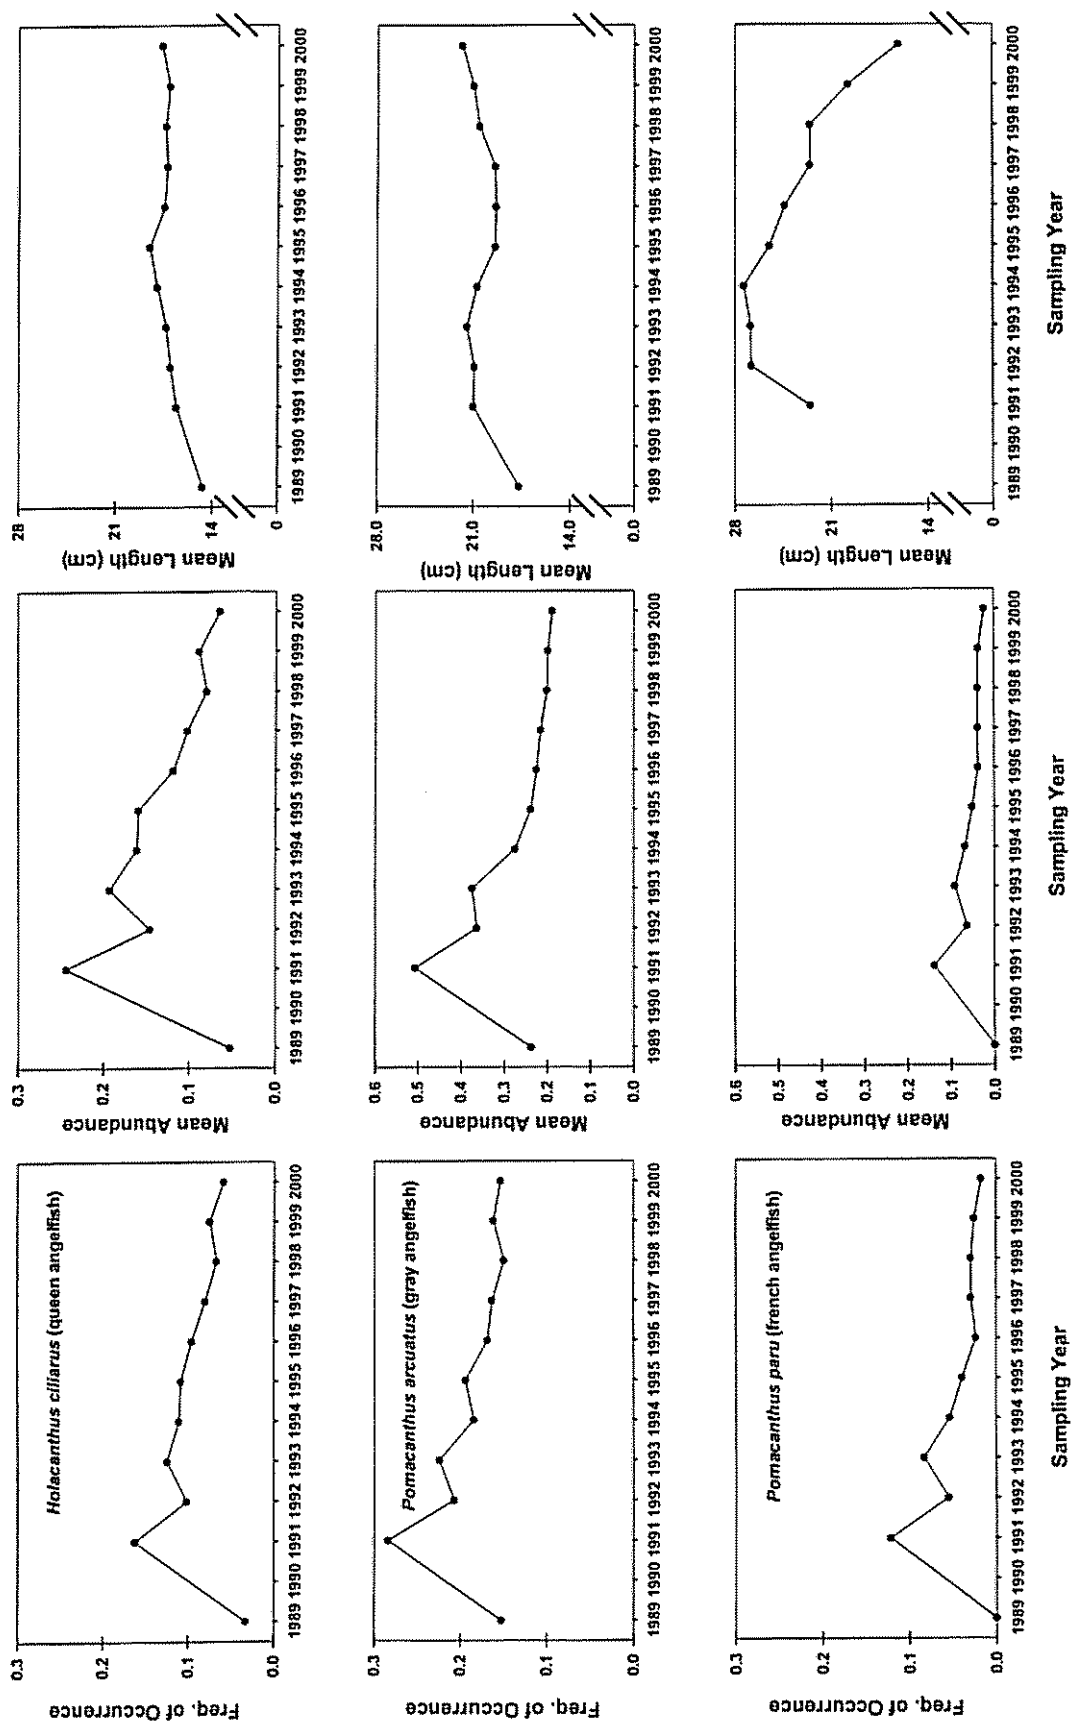 Holacanthus ciliarus (queen angelfish)
Freq. of Occurrence
0.3
0.2
0.1
0.0
1989 1990 1991 1992 1993 1994 1995 1996 1997 1998 1999 2000
Mean Abundance
0.3
0.2
0.1
0.0
1989 1990 1991 1992 1993 1994 1995 1996 1997 1998 1999 2000
Mean Length (cm)
28
21
14
0
1989 1990 1991 1992 1993 1994 1995 1996 1997 1998 1999 2000
Pomacanthus arcuatus (gray angelfish)
Freq. of Occurrence
0.3
0.2
0.1
0.0
1989 1990 1991 1992 1993 1994 1995 1996 1997 1998 1999 2000
Mean Abundance
0.6
0.5
0.4
0.3
0.2
0.1
0.0
1989 1990 1991 1992 1993 1994 1995 1996 1997 1998 1999 2000
Mean Length (cm)
28.0
21.0
14.0
0.0
1989 1990 1991 1992 1993 1994 1995 1996 1997 1998 1999 2000
Pomacanthus paru (french angelfish)
Freq. of Occurrence
0.3
0.2
0.1
0.0
1989 1990 1991 1992 1993 1994 1995 1996 1997 1998 1999 2000
Sampling Year
Mean Abundance
0.6
0.5
0.4
0.3
0.2
0.1
0.0
1989 1990 1991 1992 1993 1994 1995 1996 1997 1998 1999 2000
Sampling Year
Mean Length (cm)
28
21
14
0
1989 1990 1991 1992 1993 1994 1995 1996 1997 1998 1999 2000
Sampling Year